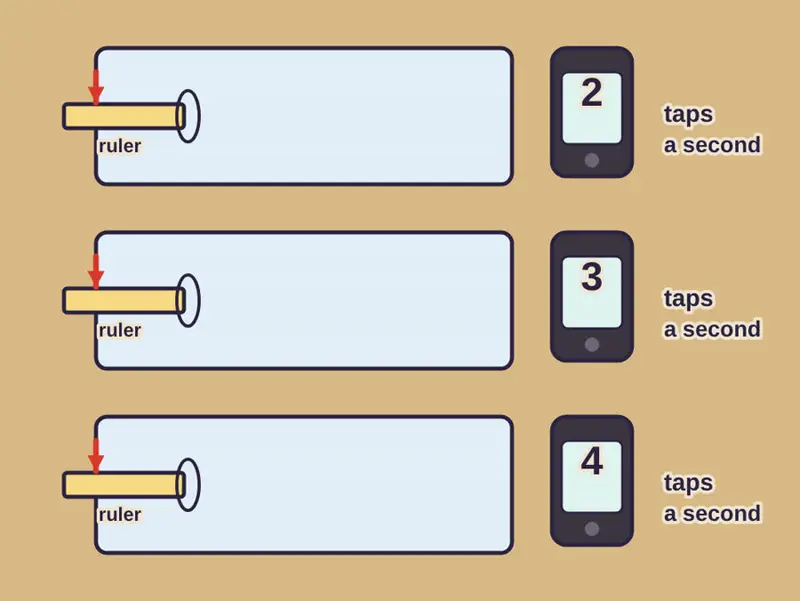 2
taps
a second
ruler
3
taps
a second
ruler
4
taps
a second
ruler